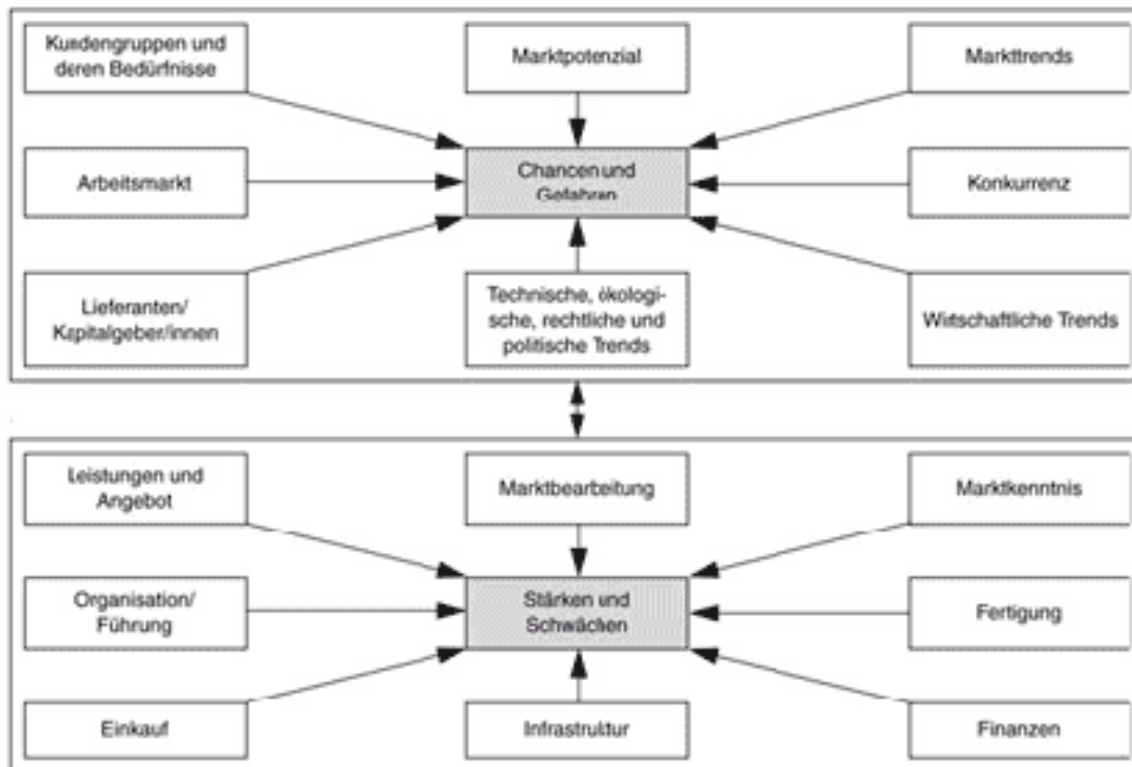 Kundengruppen und
deren Bedürfnisse
Marktpotenzial
Markttrends
Arbeitsmarkt
Chancen und
Gefahren
Konkurrenz
Lieferanten/
Kapitalgeber/innen
Technische, ökologi-
sche, rechtliche und
politische Trends
Wirtschaftliche Trends
Leistungen und
Angebot
Marktbearbeitung
Marktkenntnis
Organisation/
Führung
Stärken und
Schwächen
Fertigung
Einkauf
Infrastruktur
Finanzen